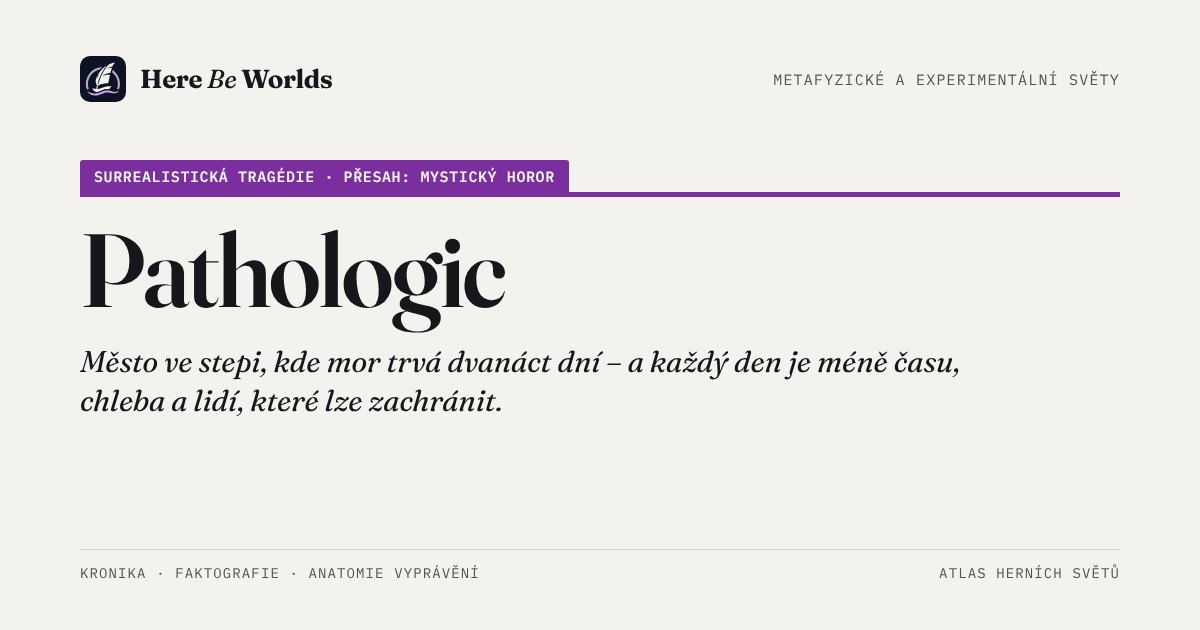 Here Be Worlds
METAFYZICKÉ A EXPERIMENTÁLNÍ SVĚTY
SURREALISTICKÁ TRAGÉDIE · PŘESAH: MYSTICKÝ HOROR
Pathologic
Město ve stepi, kde mor trvá dvanáct dní – a každý den je méně času,
chleba a lidí, které lze zachránit.
KRONIKA · FAKTOGRAFIE · ANATOMIE VYPRÁVĚNÍ
ATLAS HERNÍCH SVĚTŮ